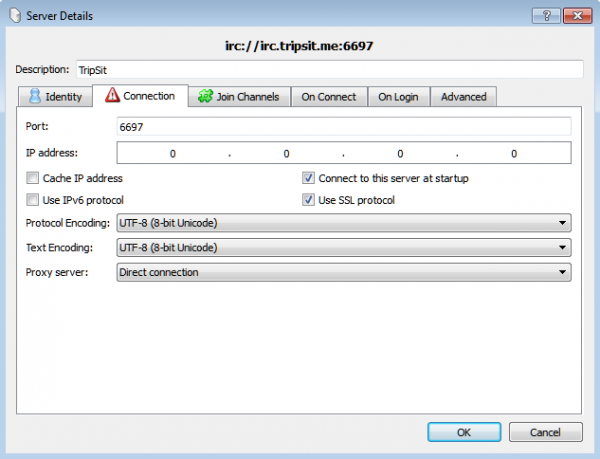 Server Details
irc://irc.tripsit.me:6697
Description: TripSit
Identity Connection Join Channels On Connect On Login Advanced
Port: 6697
IP address: 0 . 0 . 0 . 0
Cache IP address Connect to this server at startup
Use IPv6 protocol Use SSL protocol
Protocol Encoding: UTF-8 (8-bit Unicode)
Text Encoding: UTF-8 (8-bit Unicode)
Proxy server: Direct connection
OK Cancel